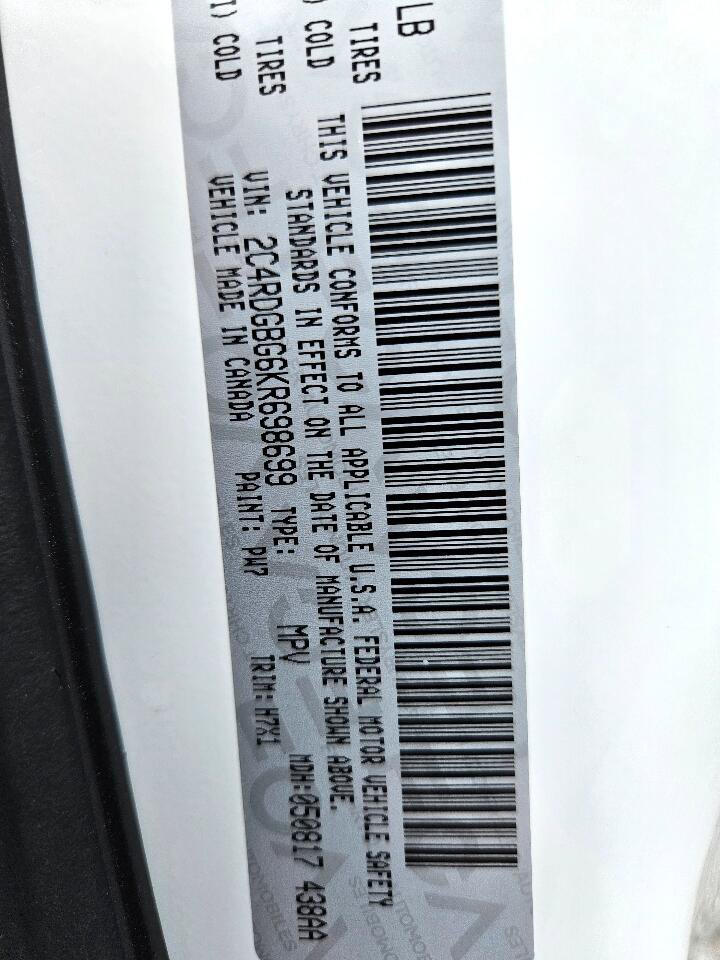 LB
TIRES
) COLD
TIRES
I) COLD
THIS VEHICLE CONFORMS TO ALL APPLICABLE U.S.A. FEDERAL MOTOR VEHICLE SAFETY
STANDARDS IN EFFECT ON THE DATE OF MANUFACTURE SHOWN ABOVE.
VIN: 2C4RDGBG6KR698699 TYPE: MPV MDH:050817 438AA
VEHICLE MADE IN CANADA PAINT: PW7 TRIM:H7X1